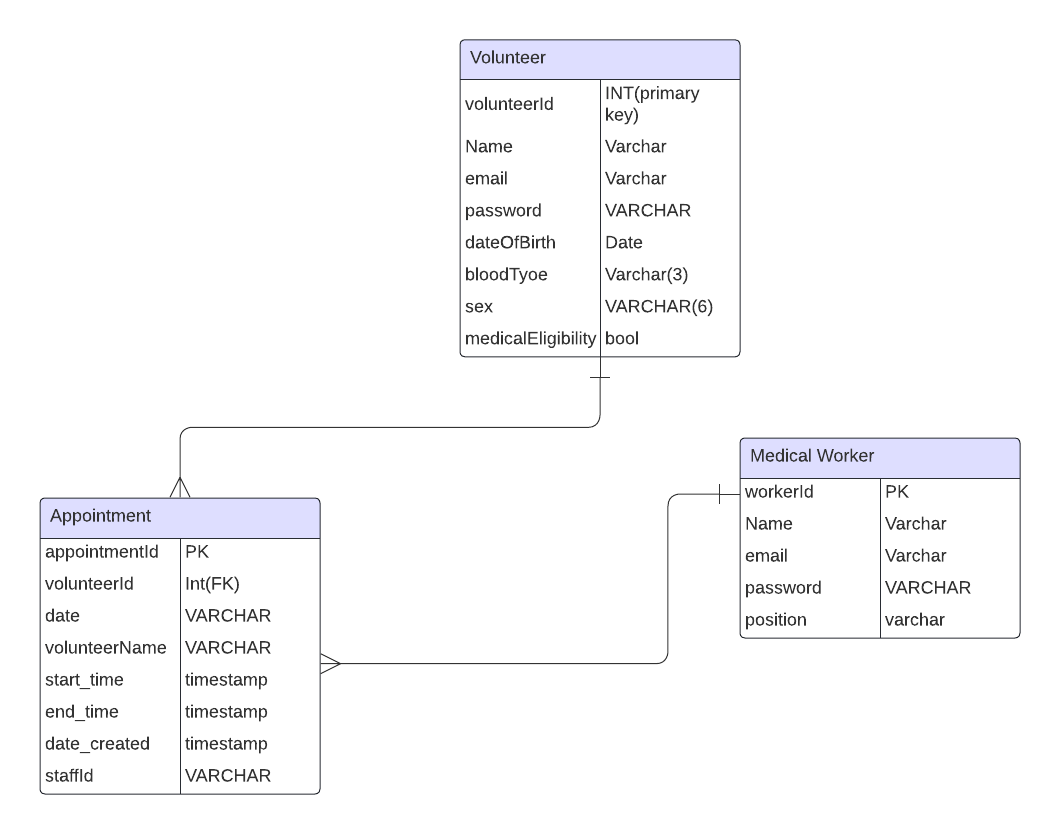 Volunteer
volunteerId INT(primary
key)
Name Varchar
email Varchar
password VARCHAR
dateOfBirth Date
bloodTyoe Varchar(3)
sex VARCHAR(6)
medicalEligibility bool
Medical Worker
workerId PK
Name Varchar
email Varchar
password VARCHAR
position varchar
Appointment
appointmentId PK
volunteerId Int(FK)
date VARCHAR
volunteerName VARCHAR
start_time timestamp
end_time timestamp
date_created timestamp
staffId VARCHAR